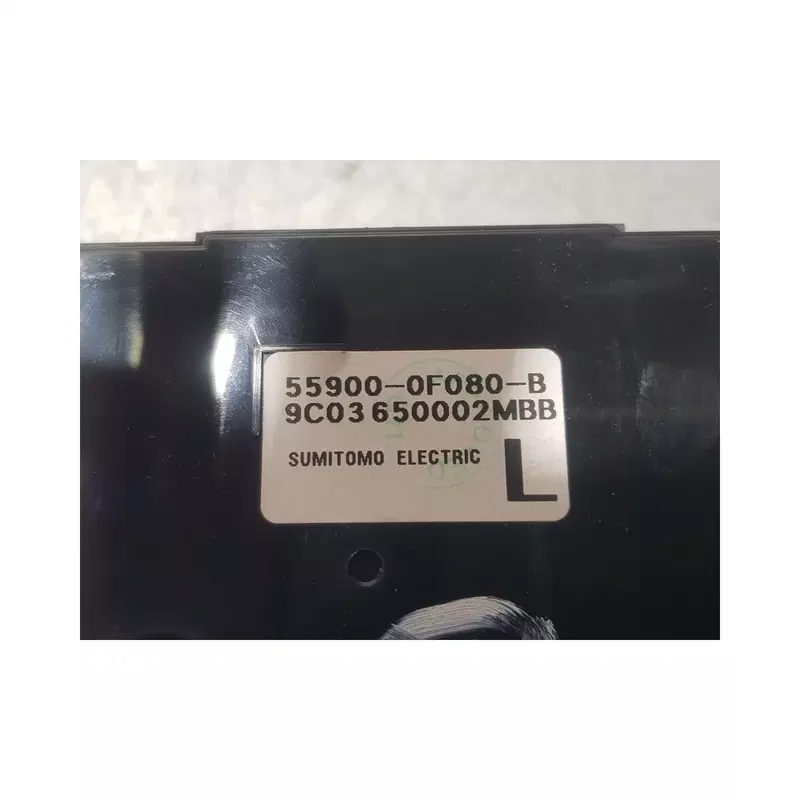 55900-0F080-B
9C03650002MBB
SUMITOMO ELECTRIC
L